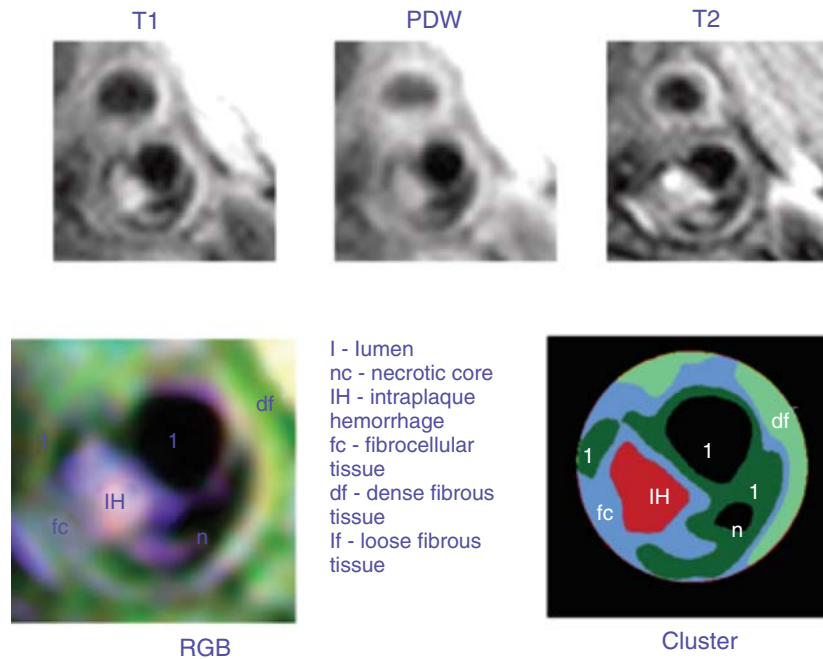 T1
PDW
T2
l - lumen
nc - necrotic core
IH - intraplaque
hemorrhage
fc - fibrocellular
tissue
df - dense fibrous
tissue
lf - loose fibrous
tissue
df
1
1
IH
fc
n
RGB
df
1
1
1
IH
fc
n
Cluster